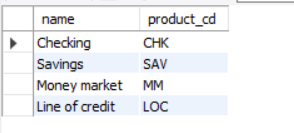 name product_cd
Checking CHK
Savings SAV
Money market MM
Line of credit LOC